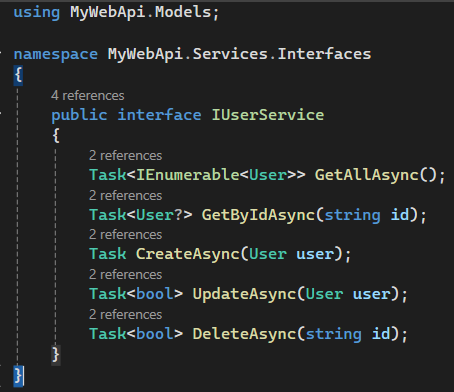 using MyWebApi.Models;
namespace MyWebApi.Services.Interfaces
{
4 references
public interface IUserService
{
2 references
Task<IEnumerable<User>> GetAllAsync();
2 references
Task<User?> GetByIdAsync(string id);
2 references
Task CreateAsync(User user);
2 references
Task<bool> UpdateAsync(User user);
2 references
Task<bool> DeleteAsync(string id);
}
}